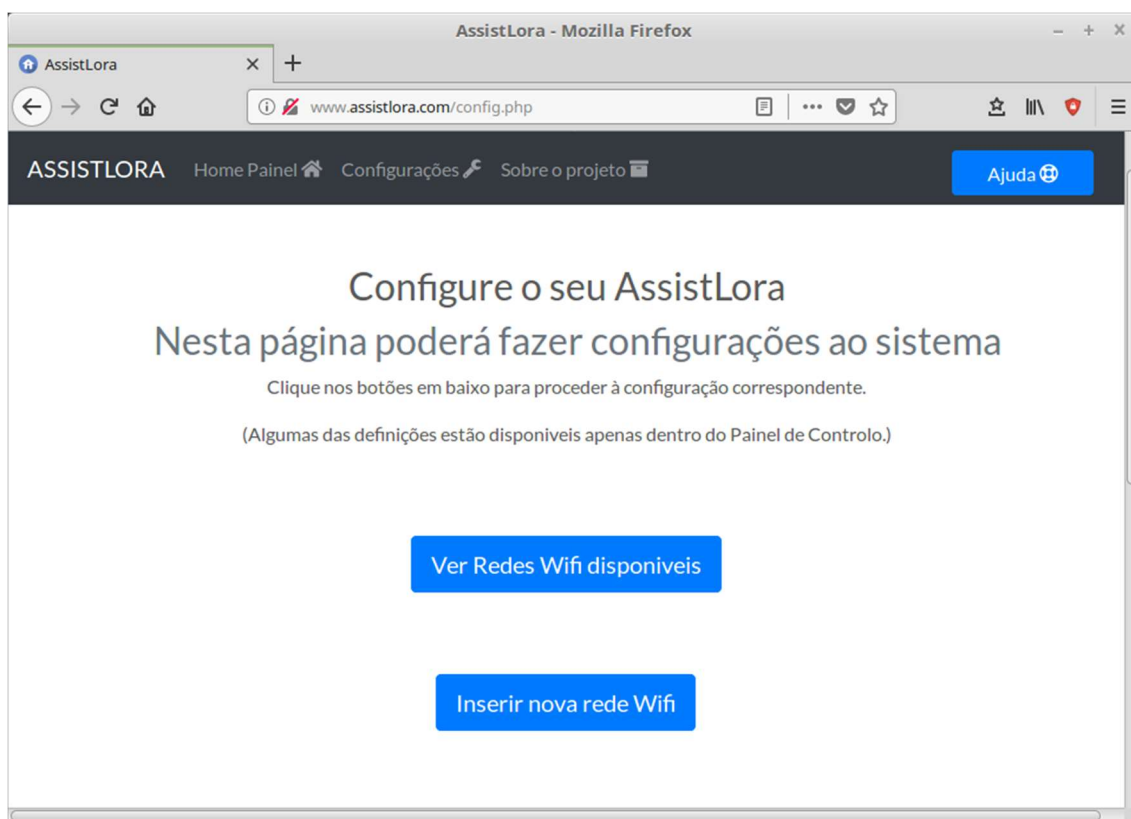 AssistLora - Mozilla Firefox
AssistLora
www.assistlora.com/config.php
ASSISTLORA Home Painel Configurações Sobre o projeto Ajuda
Configure o seu AssistLora
Nesta página poderá fazer configurações ao sistema
Clique nos botões em baixo para proceder à configuração correspondente.
(Algumas das definições estão disponiveis apenas dentro do Painel de Controlo.)
Ver Redes Wifi disponiveis
Inserir nova rede Wifi